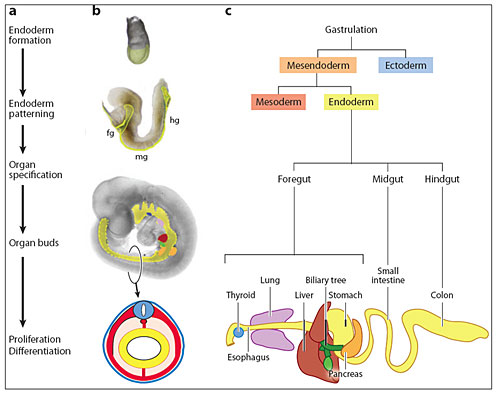 a
Endoderm
formation
Endoderm
patterning
Organ
specification
Organ buds
Proliferation
Differentiation
b
fg
hg
mg
c
Gastrulation
Mesendoderm
Ectoderm
Mesoderm
Endoderm
Foregut
Midgut
Hindgut
Thyroid
Lung
Biliary tree
Liver
Stomach
Small
intestine
Colon
Esophagus
Pancreas